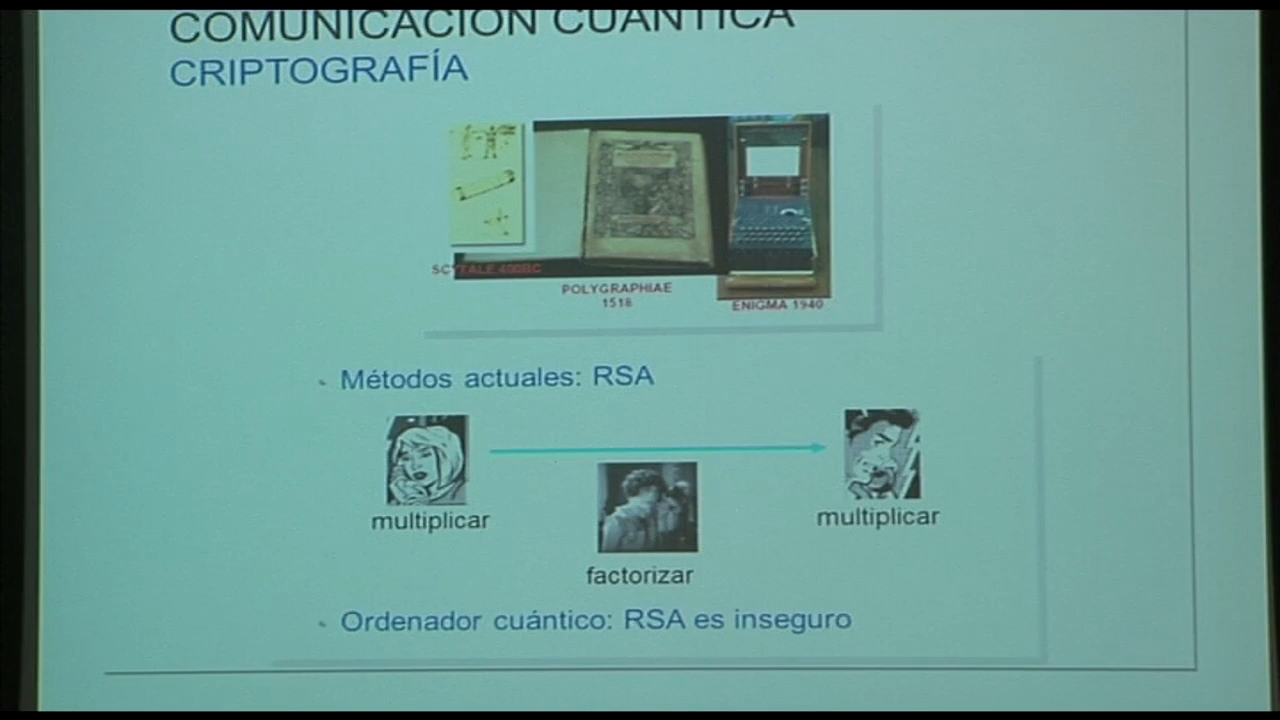 COMUNICACIÓN CUÁNTICA
CRIPTOGRAFÍA
SCYTALE 400BC
POLYGRAPHIAE
1518
ENIGMA 1940
Métodos actuales: RSA
multiplicar
multiplicar
factorizar
Ordenador cuántico: RSA es inseguro